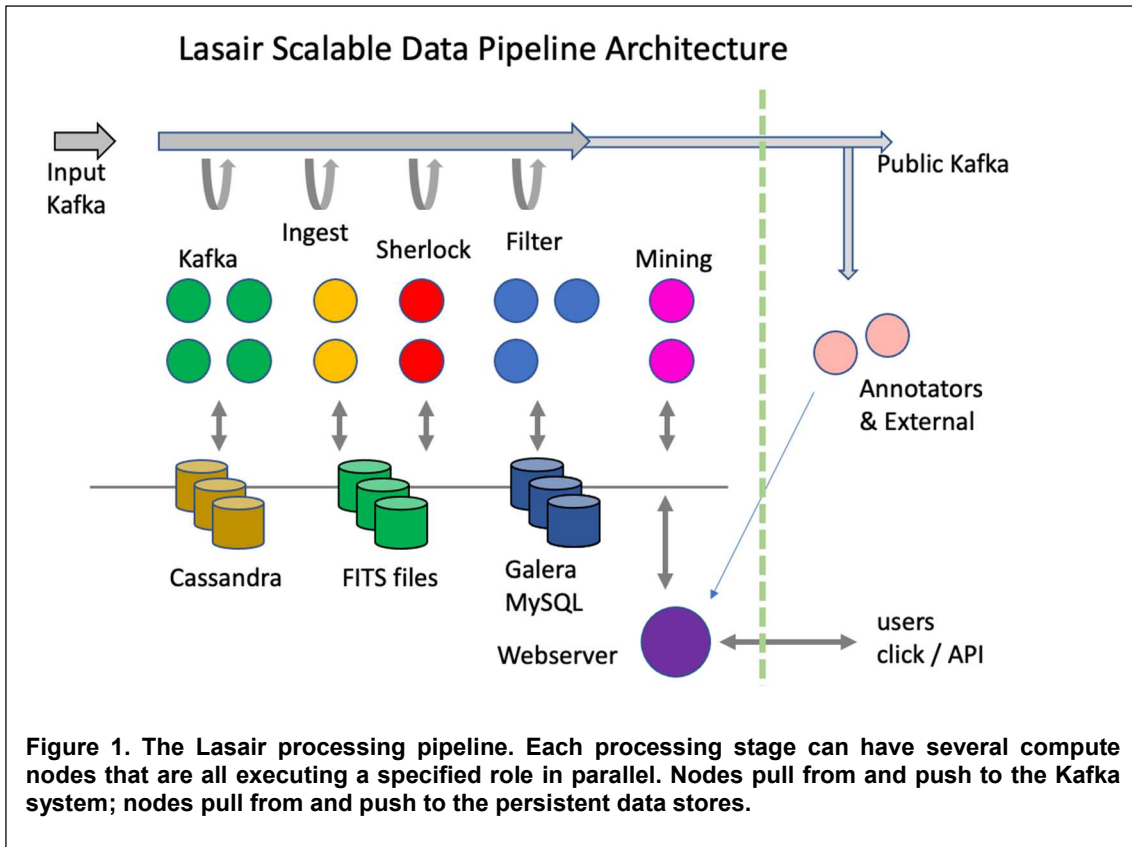 Lasair Scalable Data Pipeline Architecture
Input
Kafka
Public Kafka
Kafka
Ingest
Sherlock
Filter
Mining
Annotators
& External
Cassandra
FITS files
Galera
MySQL
Webserver
users
click / API
Figure 1. The Lasair processing pipeline. Each processing stage can have several compute
nodes that are all executing a specified role in parallel. Nodes pull from and push to the Kafka
system; nodes pull from and push to the persistent data stores.